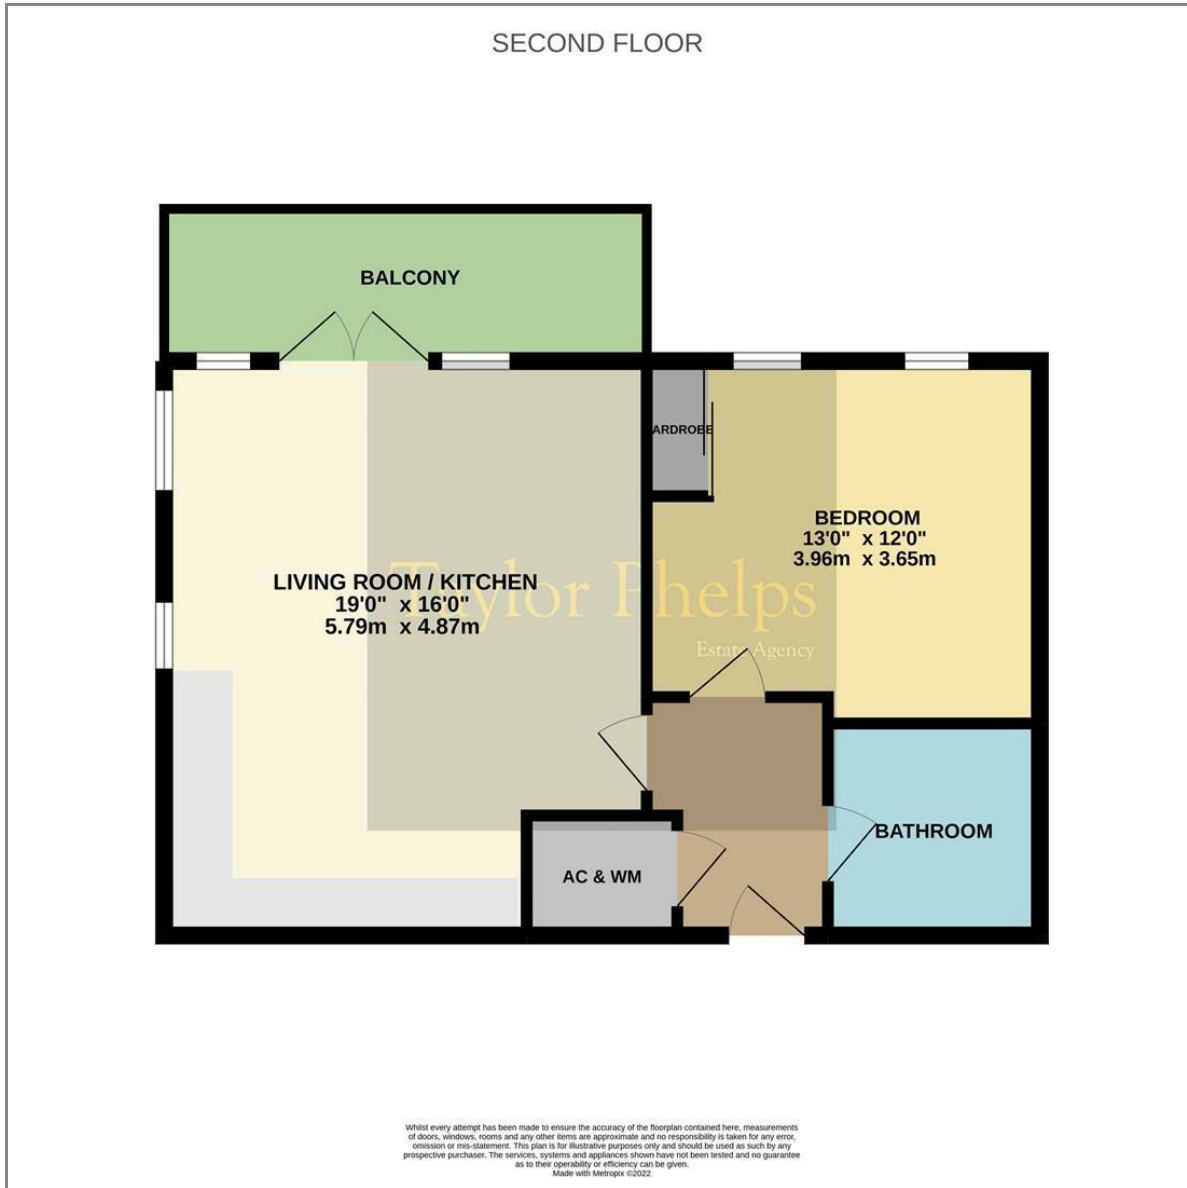 SECOND FLOOR
BALCONY
ARDROBE
BEDROOM
13'0" x 12'0"
3.96m x 3.65m
LIVING ROOM / KITCHEN
19'0" x 16'0"
5.79m x 4.87m
Taylor Phelps
Estate Agency
BATHROOM
AC & WM
Whilst every attempt has been made to ensure the accuracy of the floorplan contained here, measurements
of doors, windows, rooms and any other items are approximate and no responsibility is taken for any error,
omission or mis-statement. This plan is for illustrative purposes only and should be used as such by any
prospective purchaser. The services, systems and appliances shown have not been tested and no guarantee
as to their operability or efficiency can be given.
Made with Metropix ©2022